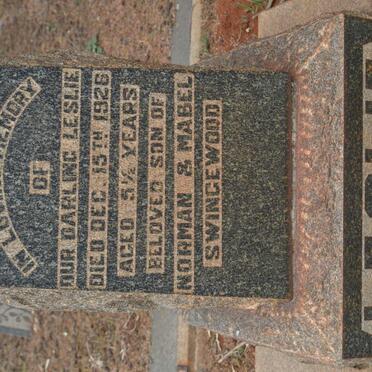 IN LOVING MEMORY
OF
OUR DARLING LESLIE
DIED DEC. 15TH 1926
AGED 5½ YEARS
BELOVED SON OF
NORMAN & MABEL
SWINGEWOOD